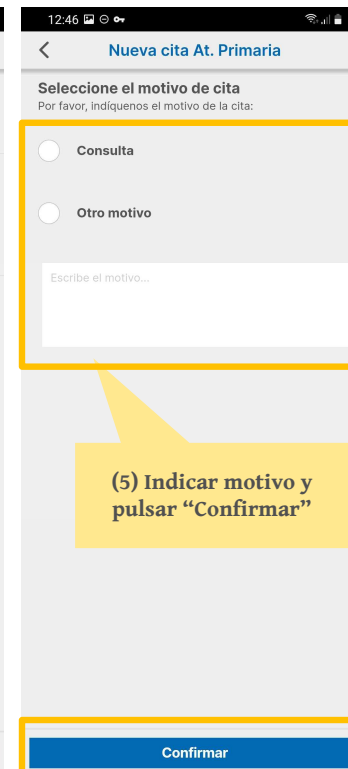 12:46
Nueva cita At. Primaria
Seleccione el motivo de cita
Por favor, indíquenos el motivo de la cita:
Consulta
Otro motivo
Escribe el motivo...
(5) Indicar motivo y
pulsar “Confirmar”
Confirmar